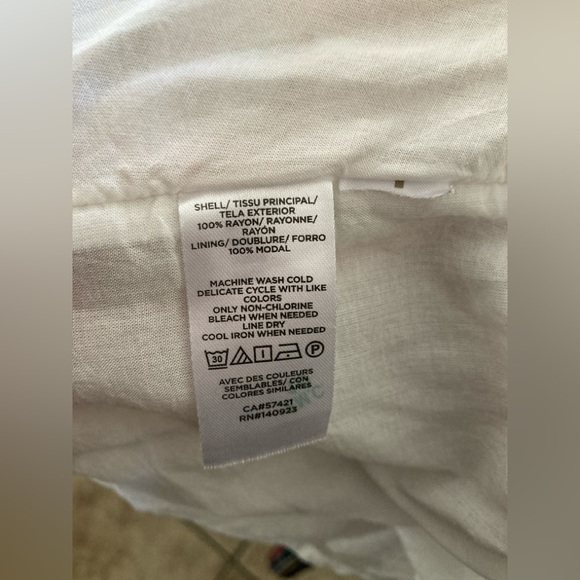 SHELL/ TISSU PRINCIPAL/
TELA EXTERIOR
100% RAYON/ RAYONNE/
RAYÓN
LINING/ DOUBLURE/ FORRO
100% MODAL
MACHINE WASH COLD
DELICATE CYCLE WITH LIKE
COLORS
ONLY NON-CHLORINE
BLEACH WHEN NEEDED
LINE DRY
COOL IRON WHEN NEEDED
30 P
AVEC DES COULEURS
SEMBLABLES/ CON
COLORES SIMILARES
CA#57421
RN#140923